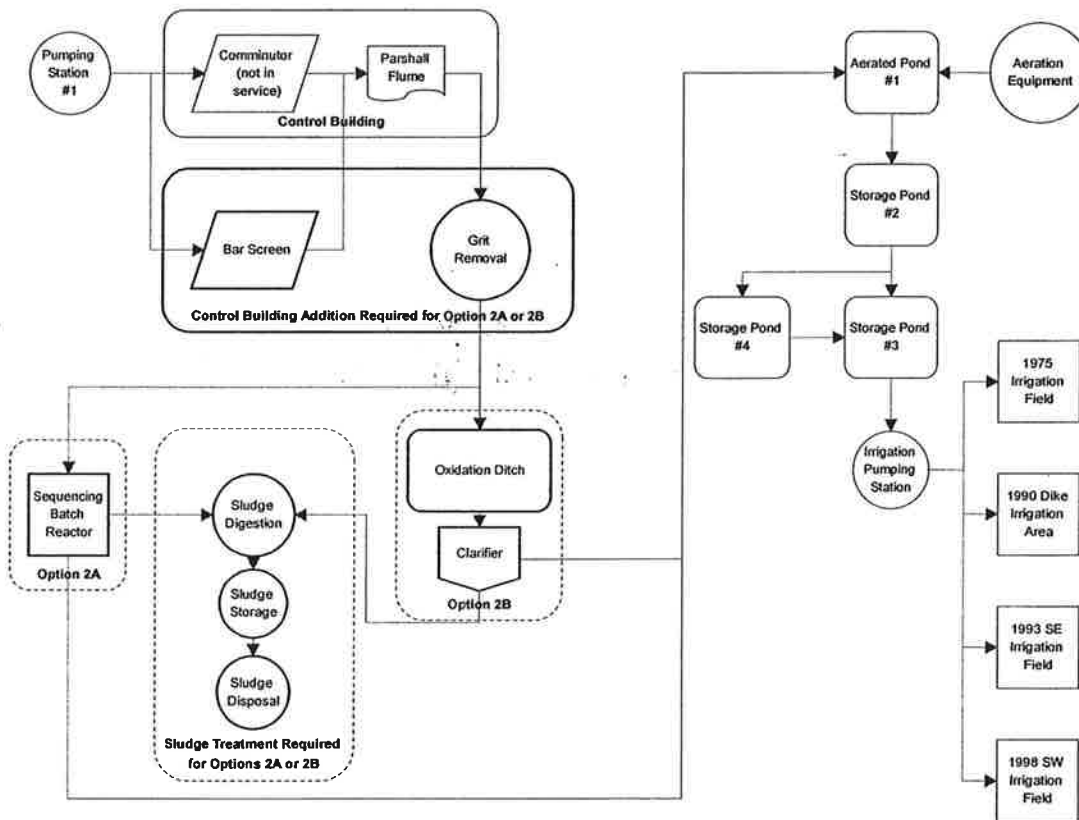 Pumping
Station
#1
Comminutor
(not in
service)
Parshall
Flume
Control Building
Bar Screen
Grit
Removal
Control Building Addition Required for Option 2A or 2B
Sequencing
Batch
Reactor
Option 2A
Sludge
Digestion
Sludge
Storage
Sludge
Disposal
Sludge Treatment Required
for Options 2A or 2B
Oxidation Ditch
Clarifier
Option 2B
Aerated Pond
#1
Aeration
Equipment
Storage Pond
#2
Storage Pond
#4
Storage Pond
#3
Irrigation
Pumping
Station
1975
Irrigation
Field
1990 Dike
Irrigation
Area
1993 SE
Irrigation
Field
1998 SW
Irrigation
Field